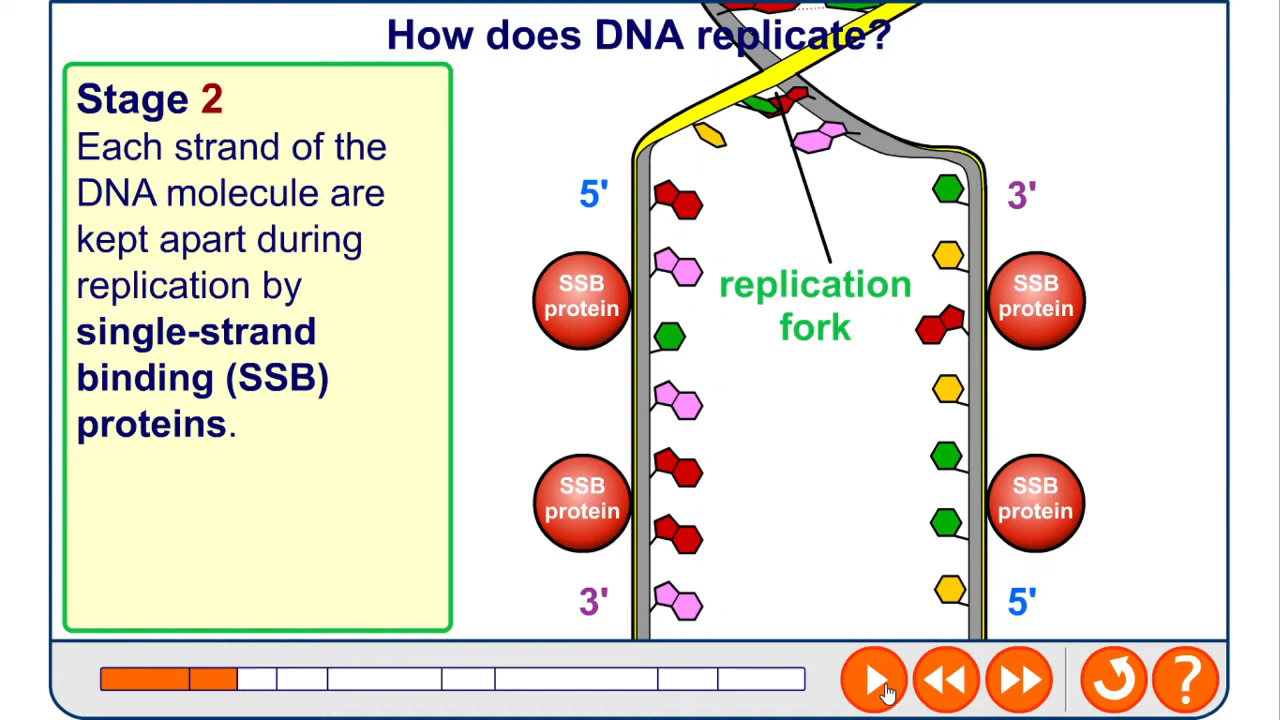 How does DNA replicate?
Stage 2
Each strand of the
DNA molecule are
kept apart during
replication by
single-strand
binding (SSB)
proteins.
5'
3'
SSB
protein
replication
fork
SSB
protein
SSB
protein
SSB
protein
3'
5'
?